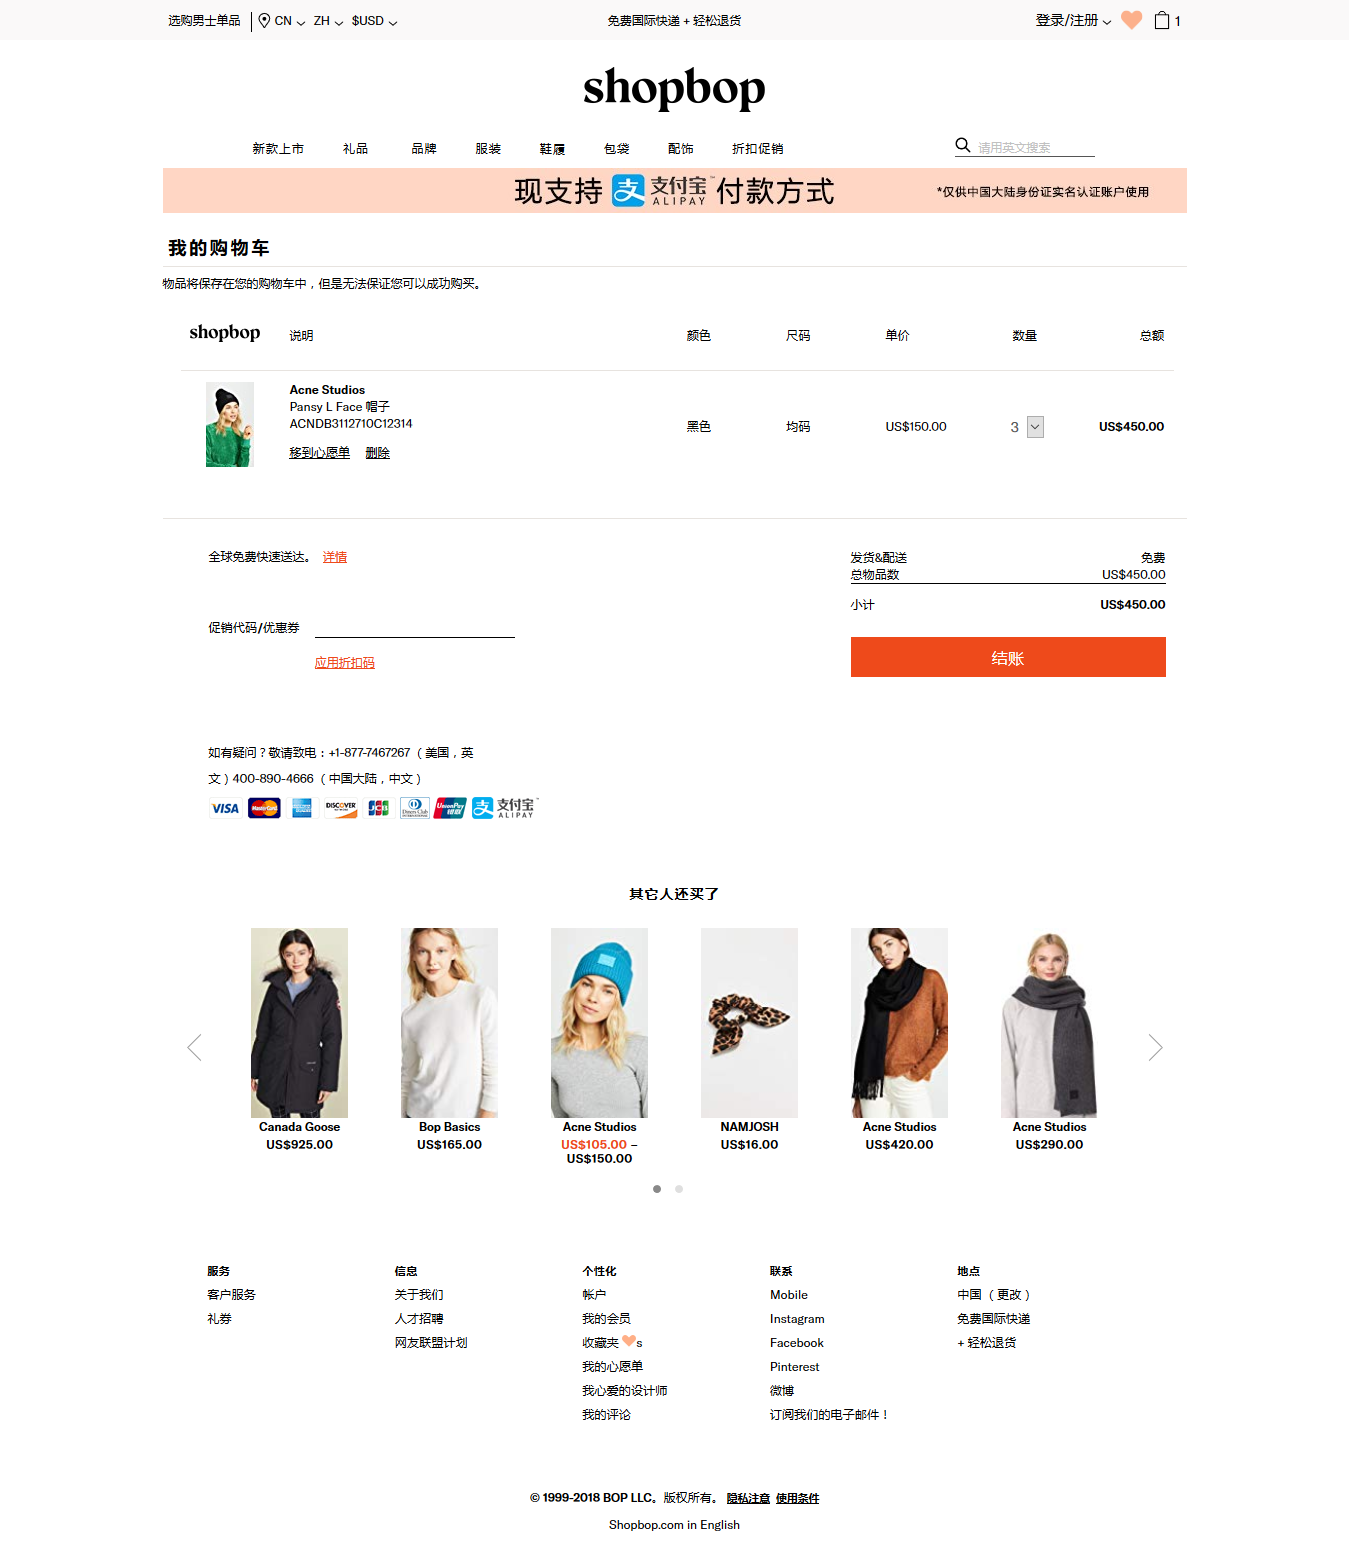 选购男士单品 CN ZH $USD 免费国际快递 + 轻松退货 登录/注册 1
shopbop
新款上市 礼品 品牌 服装 鞋履 包袋 配饰 折扣促销 请用英文搜索
现支持 支付宝™ ALIPAY 付款方式 *仅供中国大陆身份证实名认证账户使用
我的购物车
物品将保存在您的购物车中，但是无法保证您可以成功购买。
shopbop 说明 颜色 尺码 单价 数量 总额
Acne Studios
Pansy L Face 帽子
ACNDB3112710C12314
黑色 均码 US$150.00 3 US$450.00
移到心愿单 删除
全球免费快速送达。 详情
发货&配送 免费
总物品数 US$450.00
小计 US$450.00
促销代码/优惠券
应用折扣码
结账
如有疑问？敬请致电：+1-877-7467267（美国，英
文）400-890-4666（中国大陆，中文）
VISA MasterCard DISCOVER JCB Diners Club UnionPay 银联 支付宝 ALIPAY
其它人还买了
Canada Goose
US$925.00
Bop Basics
US$165.00
Acne Studios
US$105.00 –
US$150.00
NAMJOSH
US$16.00
Acne Studios
US$420.00
Acne Studios
US$290.00
服务
客户服务
礼券
信息
关于我们
人才招聘
网友联盟计划
个性化
帐户
我的会员
收藏夹 s
我的心愿单
我心爱的设计师
我的评论
联系
Mobile
Instagram
Facebook
Pinterest
微博
订阅我们的电子邮件！
地点
中国 （更改）
免费国际快递
+ 轻松退货
© 1999-2018 BOP LLC。版权所有。 隐私注意 使用条件
Shopbop.com in English